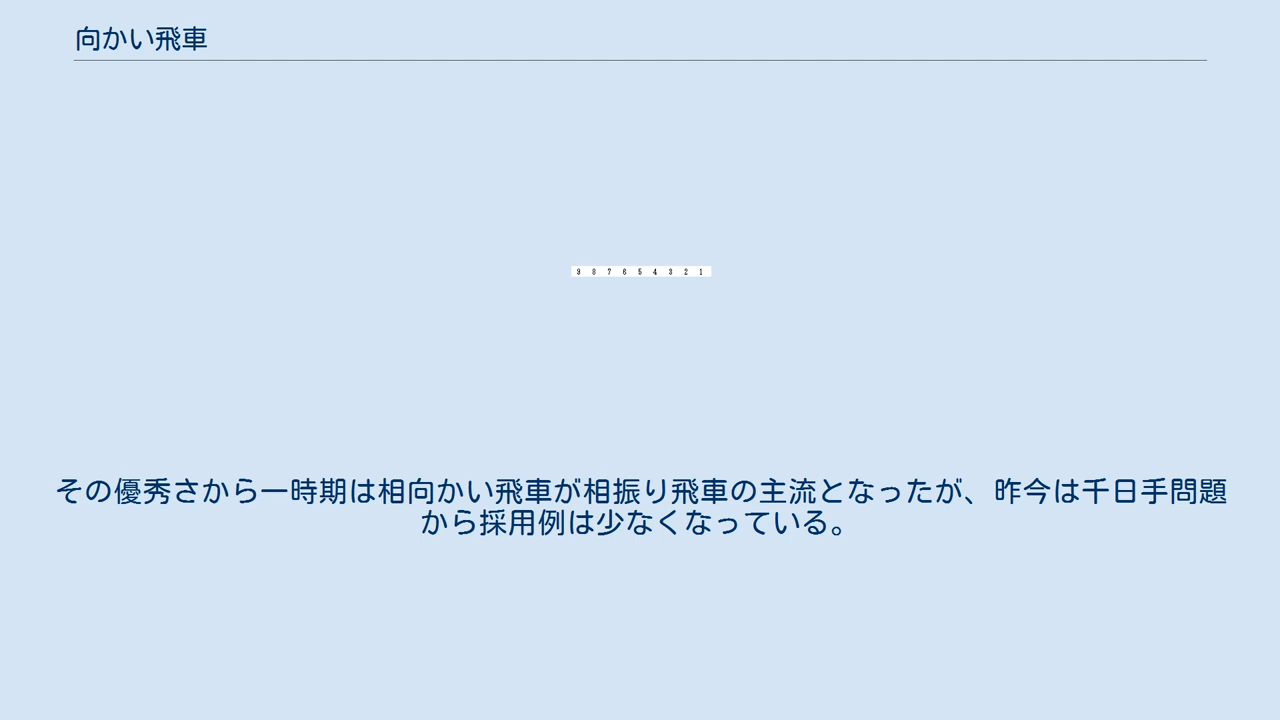 向かい飛車
9 8 7 6 5 4 3 2 1
その優秀さから一時期は相向かい飛車が相振り飛車の主流となったが、昨今は千日手問題
から採用例は少なくなっている。